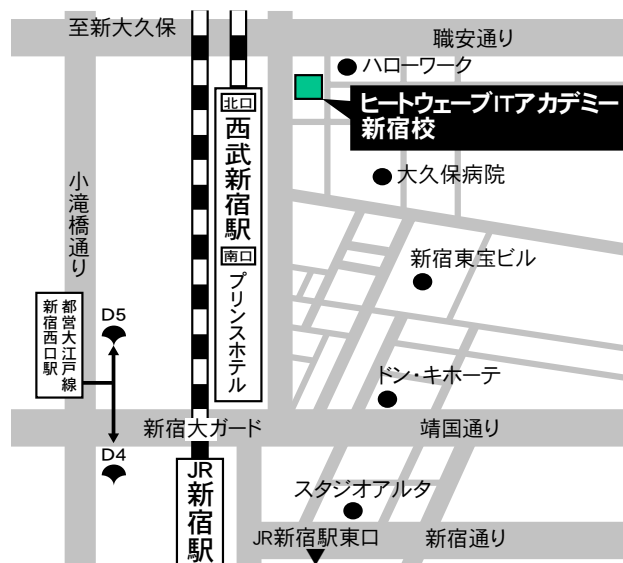 至新大久保
職安通り
ハローワーク
ヒートウェーブITアカデミー
新宿校
北口
西武新宿駅
南口
プリンスホテル
大久保病院
小滝橋通り
新宿東宝ビル
都営大江戸線
新宿西口駅
D5
ドン・キホーテ
新宿大ガード
靖国通り
D4
JR
新宿駅
スタジオアルタ
JR新宿駅東口
新宿通り